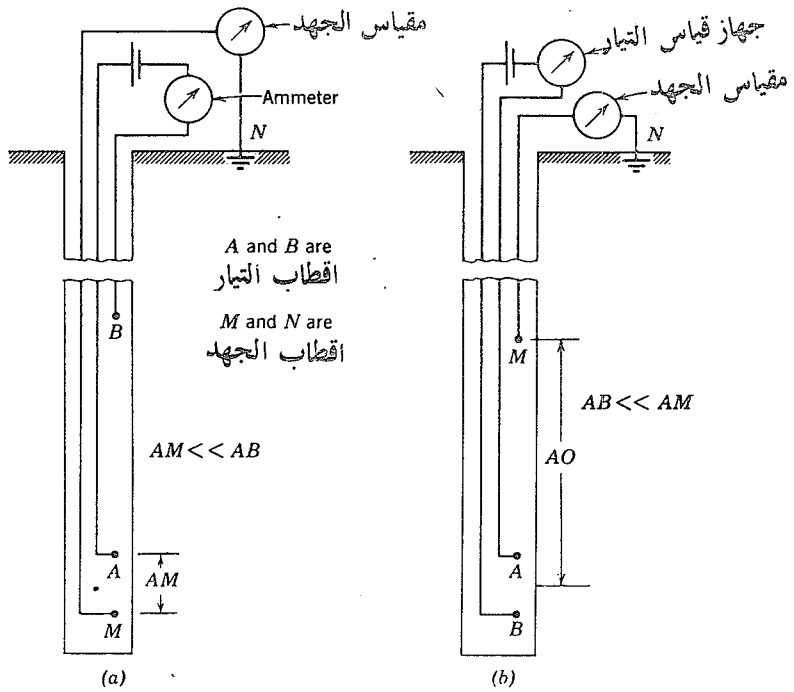 مقياس الجهد
Ammeter
N
A and B are
اقطاب التيار
M and N are
اقطاب الجهد
B
AM<< AB
A
AM
M
(a)
جهاز قياس التيار
مقياس الجهد
N
M
AB<< AM
AO
A
B
(b)